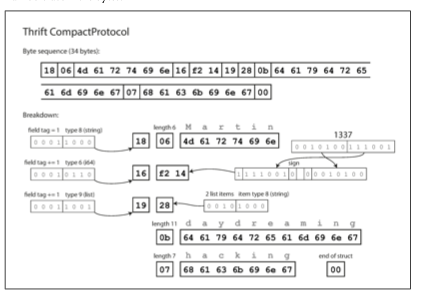 Thrift CompactProtocol
Byte sequence (34 bytes):
18 06 4d 61 72 74 69 6e 16 f2 14 19 28 0b 64 61 79 64 72 65
61 6d 69 6e 67 07 68 61 63 6b 69 6e 67 00
Breakdown:
field tag = 1 type 8 (string)
0 0 0 1 1 0 0 0
18
length 6
06
M a r t i n
4d 61 72 74 69 6e
1337
0 0 1 0 1 0 0 1 1 1 0 0 1
sign
field tag += 1 type 6 (i64)
0 0 0 1 0 1 1 0
16
f2 14
1 1 1 1 0 0 1 0 0 0 0 1 0 1 0 0
field tag += 1 type 9 (list)
0 0 0 1 1 0 0 1
19
28
2 list items item type 8 (string)
0 0 1 0 1 0 0 0
length 11
0b
d a y d r e a m i n g
64 61 79 64 72 65 61 6d 69 6e 67
length 7
07
h a c k i n g
68 61 63 6b 69 6e 67
end of struct
00